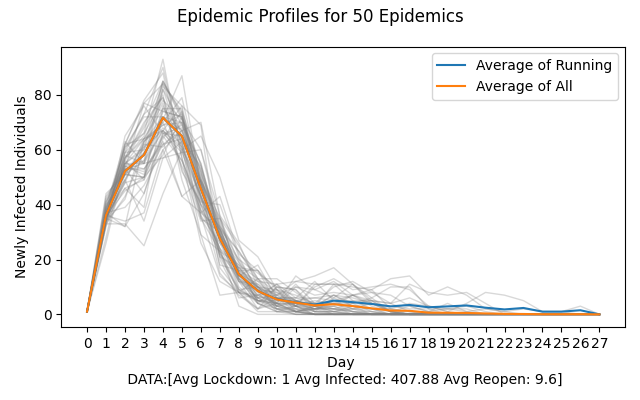 Epidemic Profiles for 50 Epidemics
Average of Running
Average of All
Newly Infected Individuals
80
60
40
20
0
0 1 2 3 4 5 6 7 8 9 10 11 12 13 14 15 16 17 18 19 20 21 22 23 24 25 26 27
Day
DATA:[Avg Lockdown: 1 Avg Infected: 407.88 Avg Reopen: 9.6]